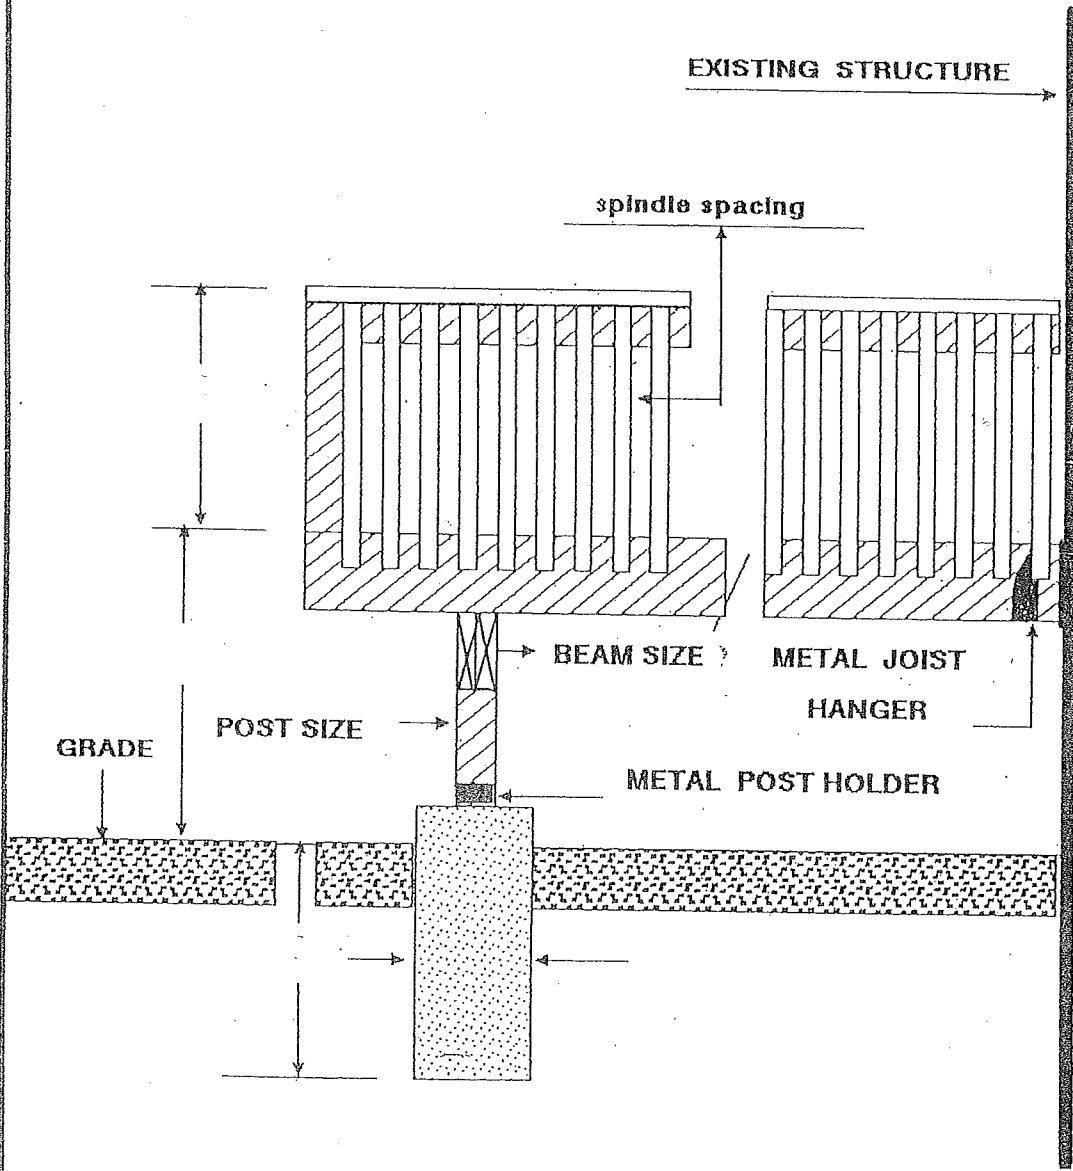 EXISTING STRUCTURE
spindle spacing
BEAM SIZE
METAL JOIST
HANGER
POST SIZE
GRADE
METAL POST HOLDER